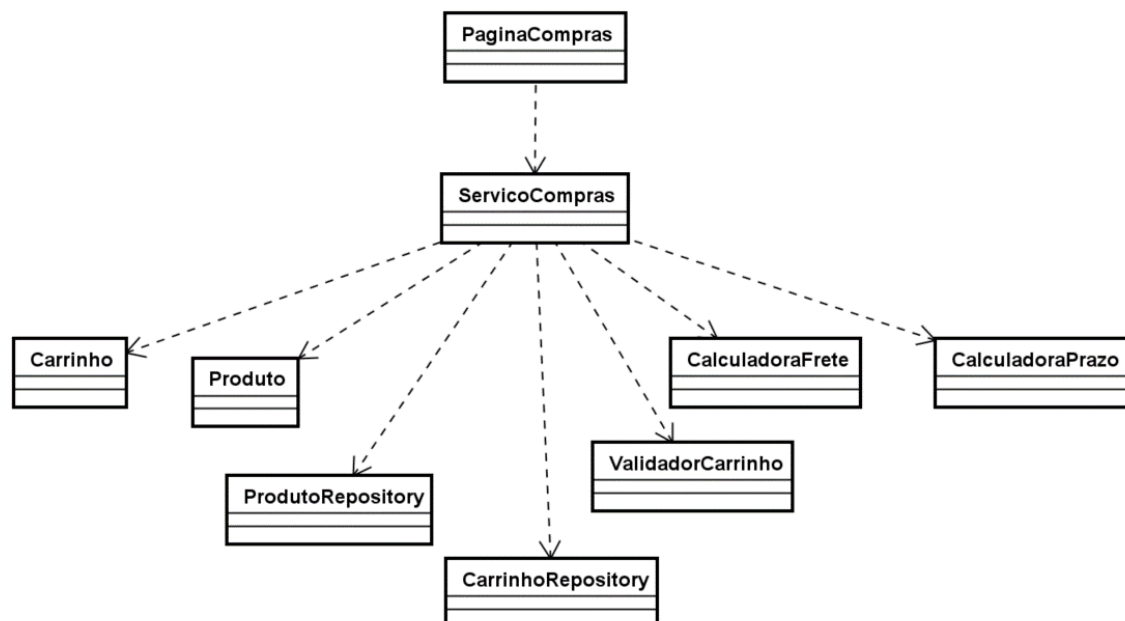 PaginaCompras
ServicoCompras
Carrinho
Produto
CalculadoraFrete
CalculadoraPrazo
ProdutoRepository
ValidadorCarrinho
CarrinhoRepository